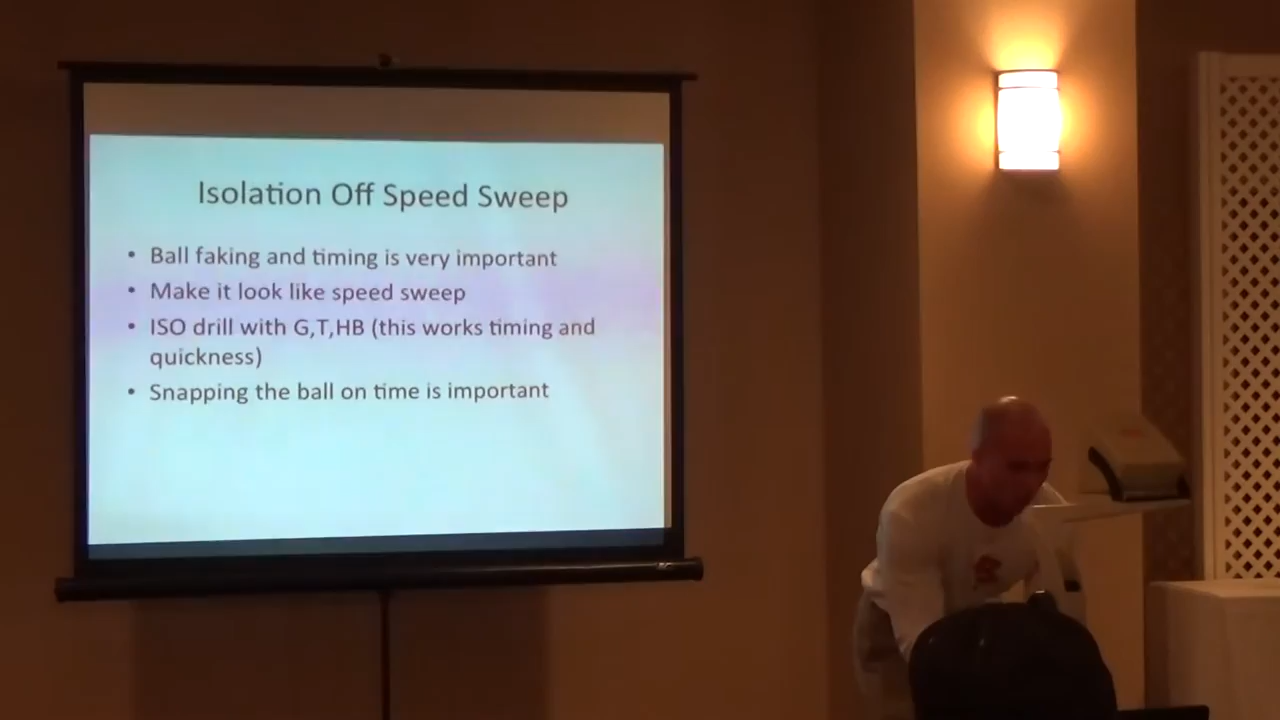 Isolation Off Speed Sweep
• Ball faking and timing is very important
• Make it look like speed sweep
• ISO drill with G,T,HB (this works timing and
quickness)
• Snapping the ball on time is important